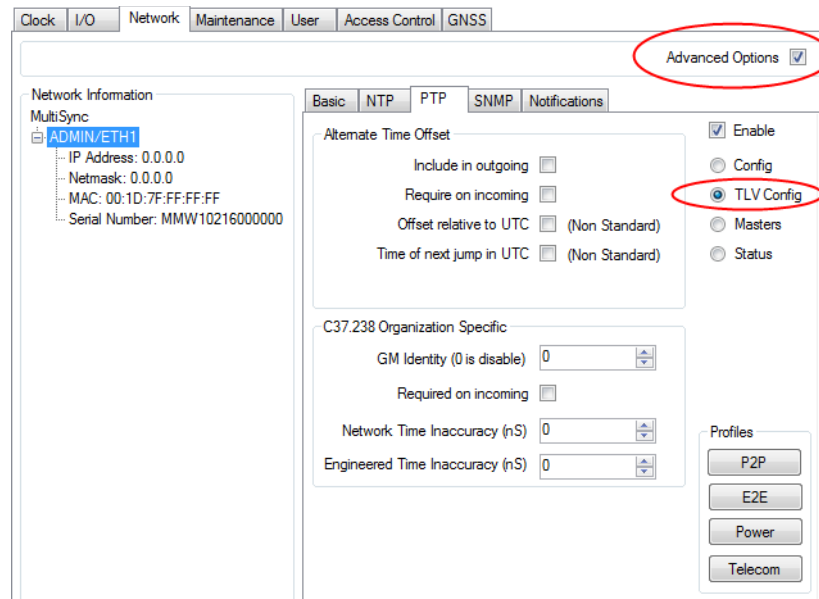 Clock I/O Network Maintenance User Access Control GNSS
Advanced Options
Network Information
MultiSync
ADMIN/ETH1
IP Address: 0.0.0.0
Netmask: 0.0.0.0
MAC: 00:1D:7F:FF:FF:FF
Serial Number: MMW10216000000
Basic NTP PTP SNMP Notifications
Alternate Time Offset
Include in outgoing
Require on incoming
Offset relative to UTC (Non Standard)
Time of next jump in UTC (Non Standard)
C37.238 Organization Specific
GM Identity (0 is disable) 0
Required on incoming
Network Time Inaccuracy (nS) 0
Engineered Time Inaccuracy (nS) 0
Enable
Config
TLV Config
Masters
Status
Profiles
P2P
E2E
Power
Telecom